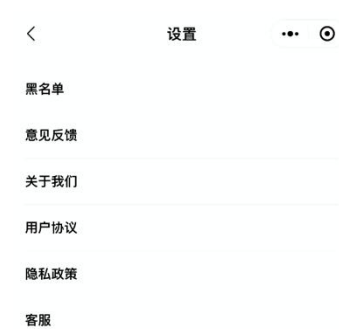 设置
黑名单
意见反馈
关于我们
用户协议
隐私政策
客服